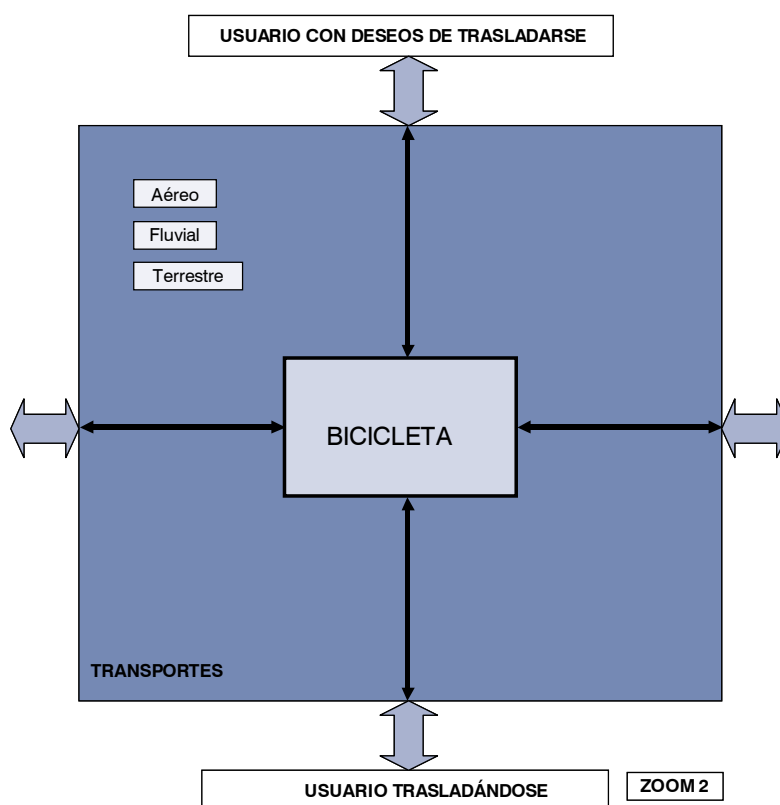 USUARIO CON DESEOS DE TRASLADARSE
Aéreo
Fluvial
Terrestre
BICICLETA
TRANSPORTES
USUARIO TRASLADÁNDOSE
ZOOM 2